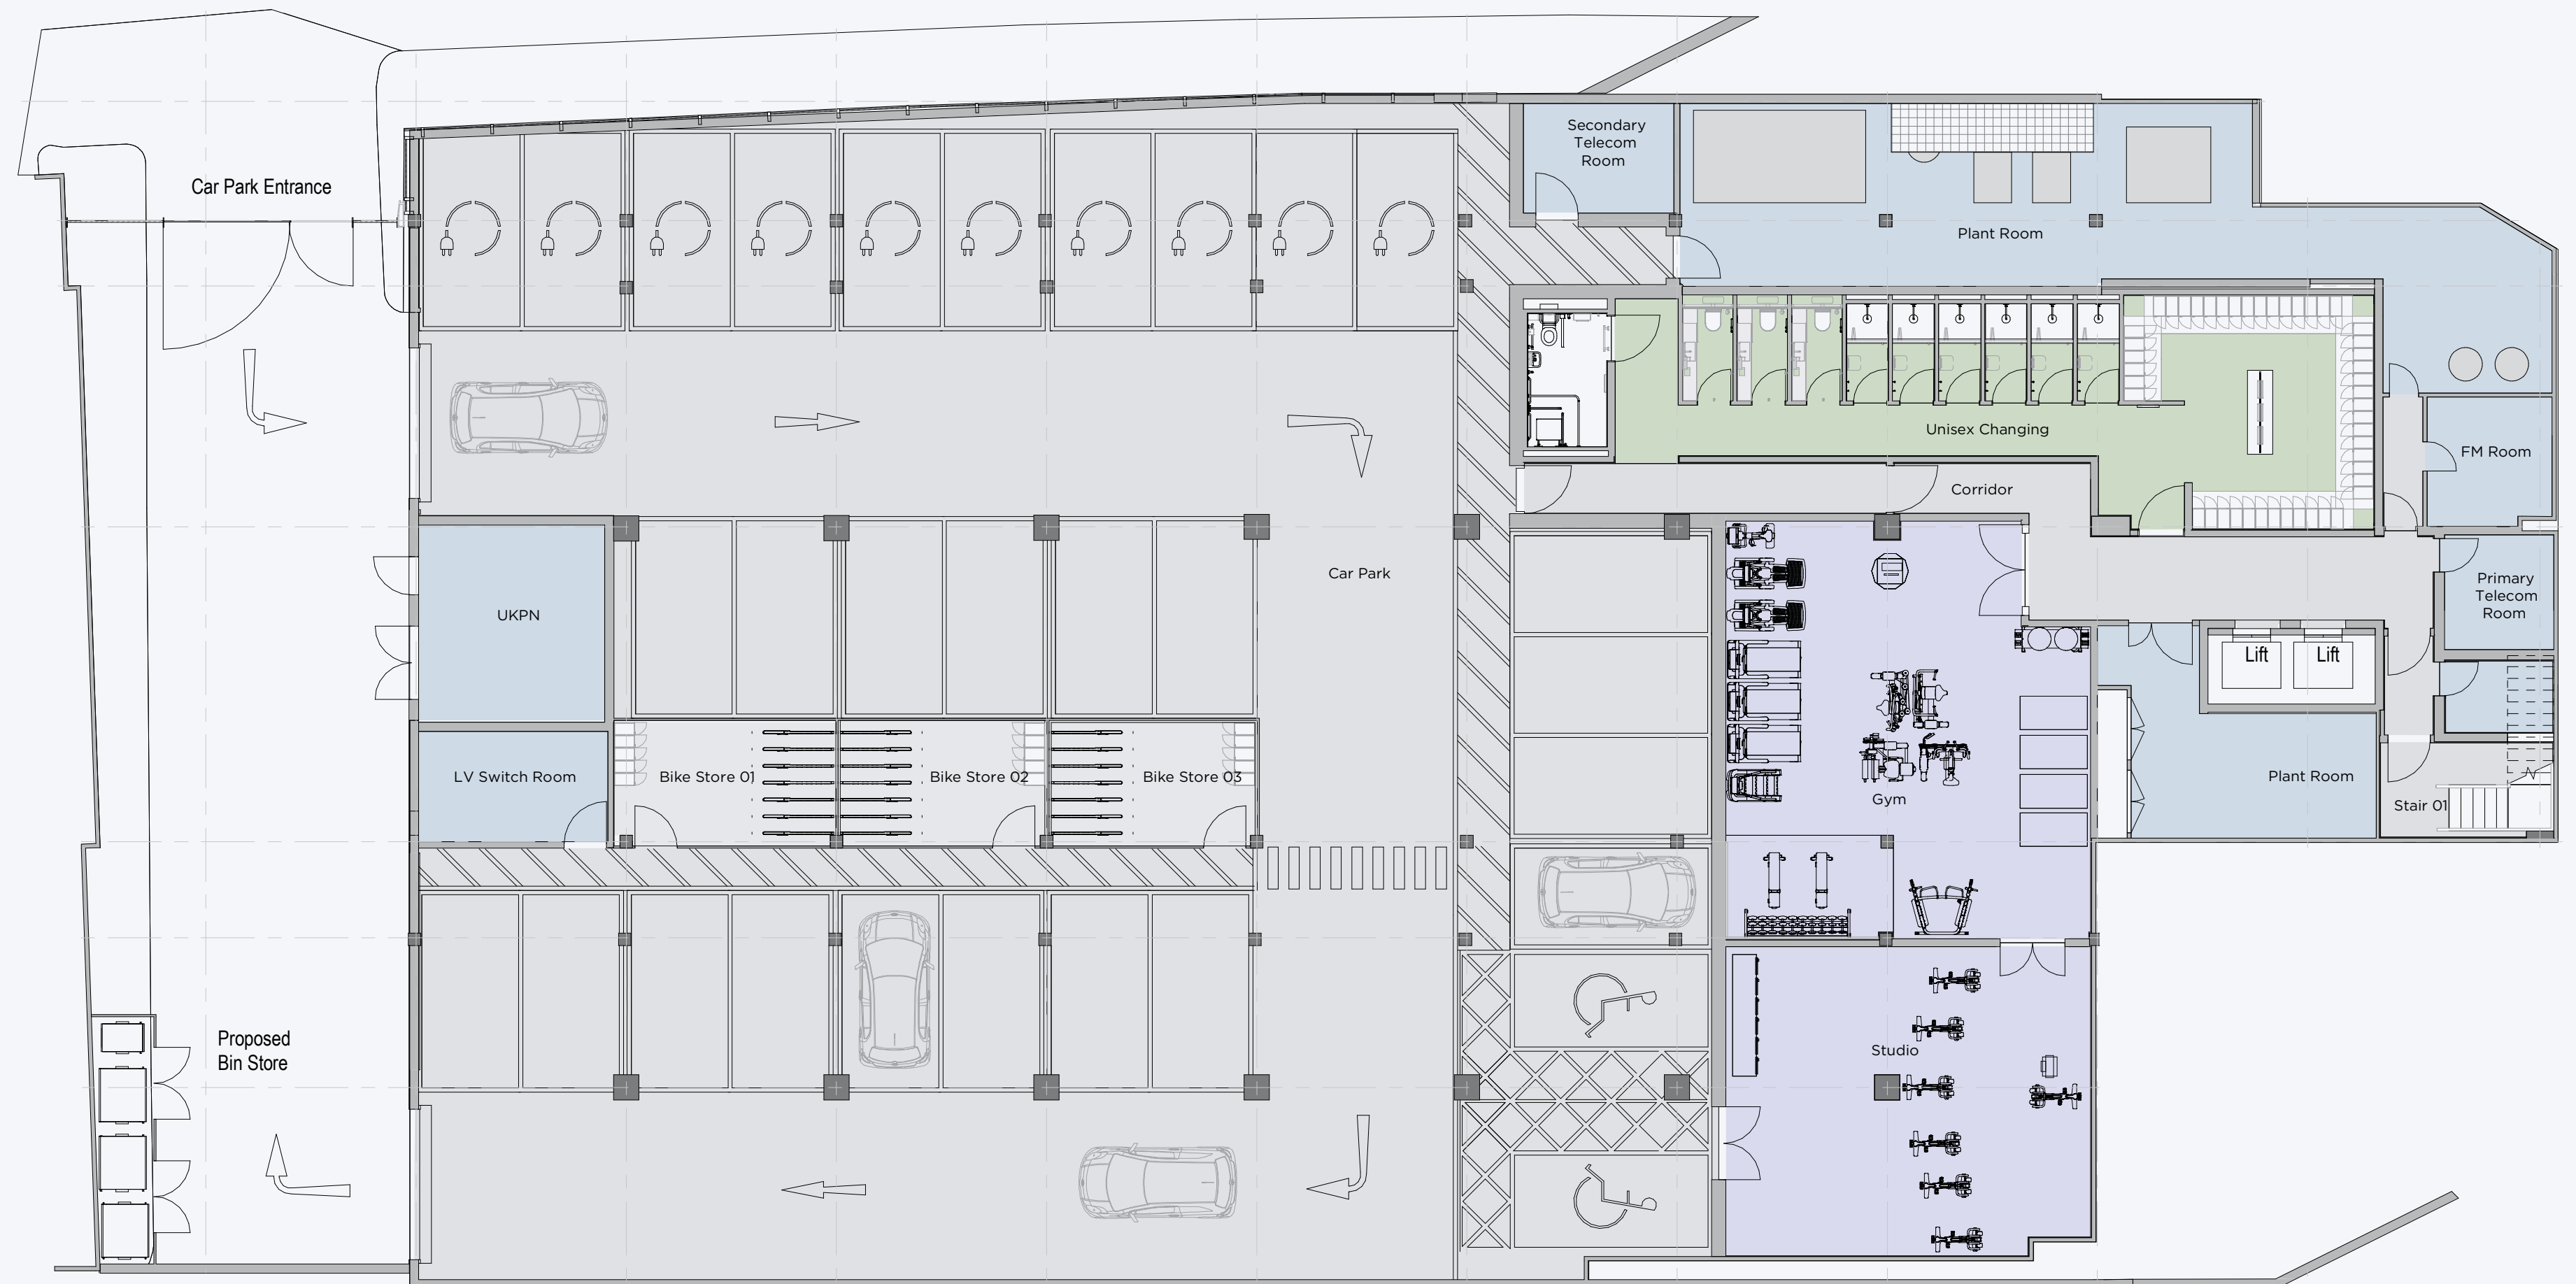 Secondary
Telecom
Room
Car Park Entrance
Plant Room
Unisex Changing
FM Room
Corridor
Car Park
Primary
Telecom
Room
UKPN
Lift
Lift
LV Switch Room
Bike Store 01
Bike Store 02
Bike Store 03
Plant Room
Gym
Stair 01
Proposed
Bin Store
Studio